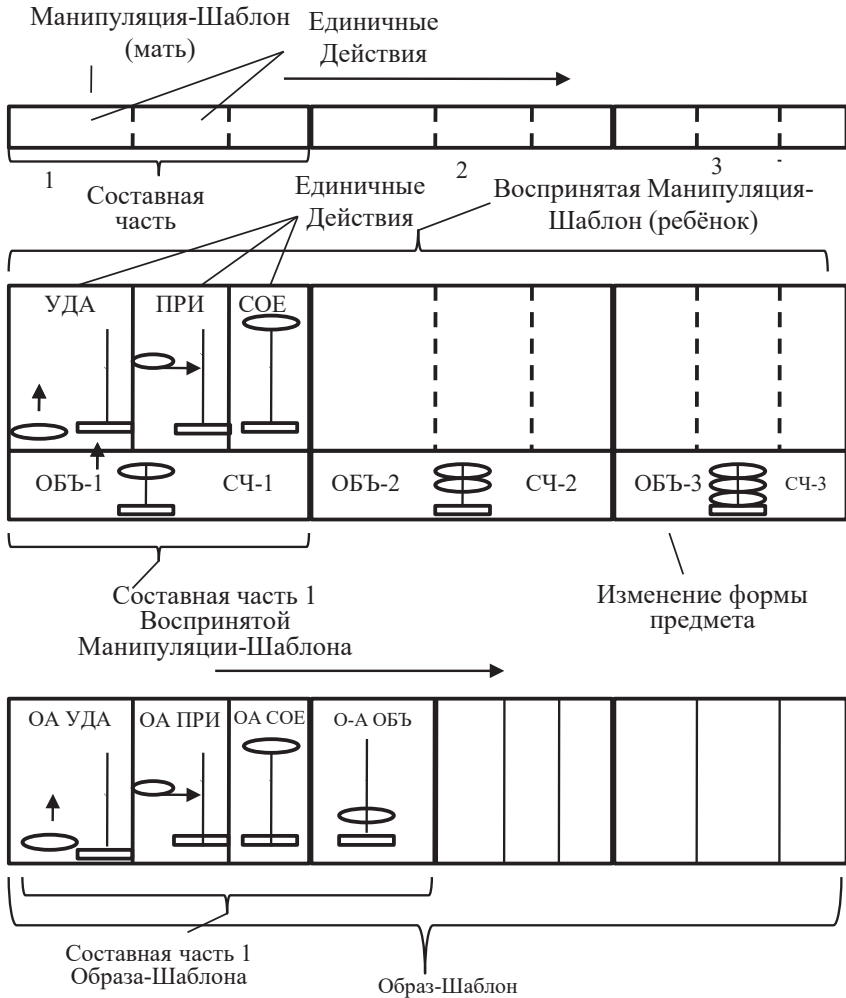 Манипуляция-Шаблон
(мать)
Единичные
Действия
1
2
3
Составная
часть
Единичные
Действия
Воспринятая Манипуляция-
Шаблон (ребёнок)
УДА
ПРИ
СОЕ
ОБЪ-1
СЧ-1
ОБЪ-2
СЧ-2
ОБЪ-3
СЧ-3
Составная часть 1
Воспринятой
Манипуляции-Шаблона
Изменение формы
предмета
ОА УДА
ОА ПРИ
ОА СОЕ
О-А ОБЪ
Составная часть 1
Образа-Шаблона
Образ-Шаблон